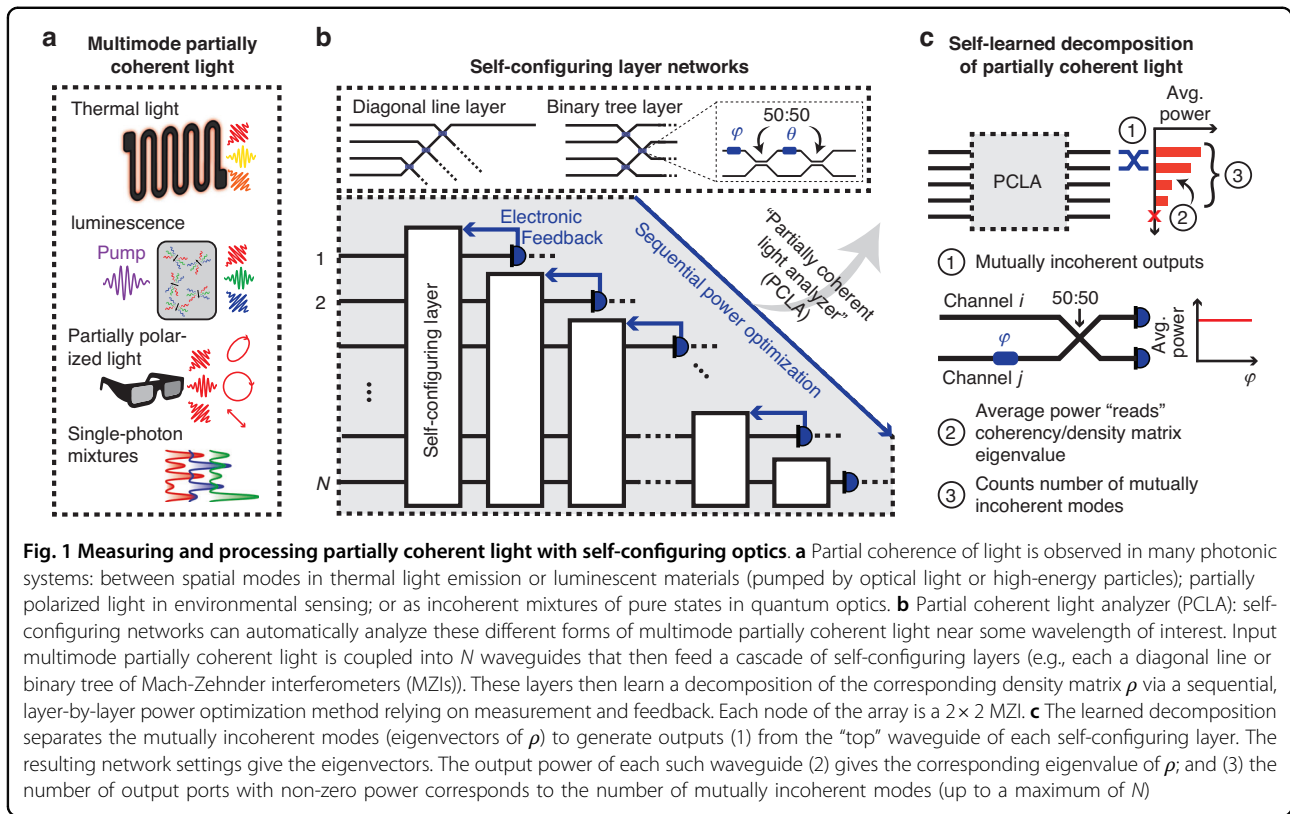 a
Multimode partially
coherent light
Thermal light
luminescence
Pump
Partially polar-
ized light
Single-photon
mixtures
b
Self-configuring layer networks
Diagonal line layer
Binary tree layer
50:50
φ
θ
Electronic
Feedback
1
2
⋮
N
Self-configuring layer
Sequential power optimization
"Partially coherent
light analyzer"
(PCLA)
c
Self-learned decomposition
of partially coherent light
Avg.
power
PCLA
1
2
3
1 Mutually incoherent outputs
Channel i
50:50
φ
Channel j
Avg.
power
φ
2 Average power "reads"
coherency/density matrix
eigenvalue
3 Counts number of mutually
incoherent modes
Fig. 1 Measuring and processing partially coherent light with self-configuring optics. a Partial coherence of light is observed in many photonic
systems: between spatial modes in thermal light emission or luminescent materials (pumped by optical light or high-energy particles); partially
polarized light in environmental sensing; or as incoherent mixtures of pure states in quantum optics. b Partial coherent light analyzer (PCLA): self-
configuring networks can automatically analyze these different forms of multimode partially coherent light near some wavelength of interest. Input
multimode partially coherent light is coupled into N waveguides that then feed a cascade of self-configuring layers (e.g., each a diagonal line or
binary tree of Mach-Zehnder interferometers (MZIs)). These layers then learn a decomposition of the corresponding density matrix ρ via a sequential,
layer-by-layer power optimization method relying on measurement and feedback. Each node of the array is a 2 × 2 MZI. c The learned decomposition
separates the mutually incoherent modes (eigenvectors of ρ) to generate outputs (1) from the "top" waveguide of each self-configuring layer. The
resulting network settings give the eigenvectors. The output power of each such waveguide (2) gives the corresponding eigenvalue of ρ; and (3) the
number of output ports with non-zero power corresponds to the number of mutually incoherent modes (up to a maximum of N)